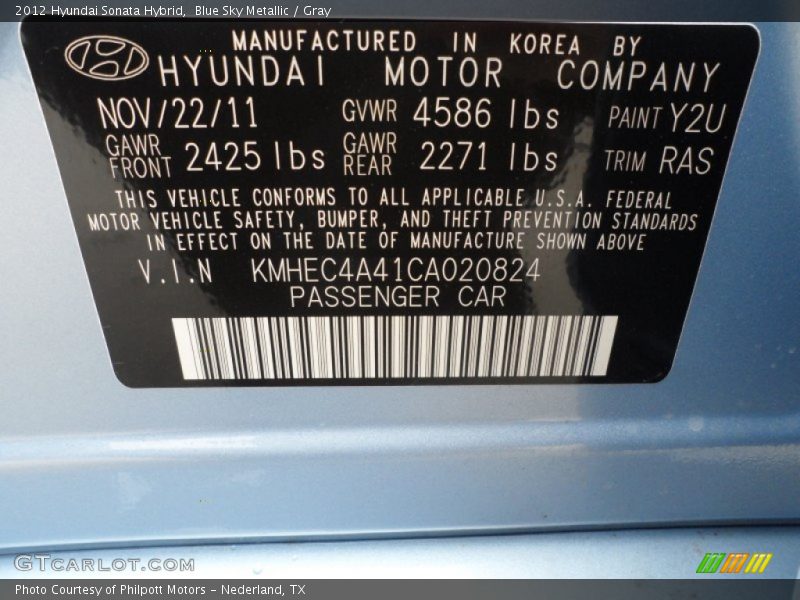 2012 Hyundai Sonata Hybrid,  Blue Sky Metallic / Gray
MANUFACTURED IN KOREA BY
HYUNDAI MOTOR COMPANY
NOV/22/11 GVWR 4586 lbs PAINT Y2U
GAWR FRONT 2425 lbs GAWR REAR 2271 lbs TRIM RAS
THIS VEHICLE CONFORMS TO ALL APPLICABLE U.S.A. FEDERAL
MOTOR VEHICLE SAFETY, BUMPER, AND THEFT PREVENTION STANDARDS
IN EFFECT ON THE DATE OF MANUFACTURE SHOWN ABOVE
V.I.N KMHEC4A41CA020824
PASSENGER CAR
GTCARLOT.COM
Photo Courtesy of Philpott Motors - Nederland, TX